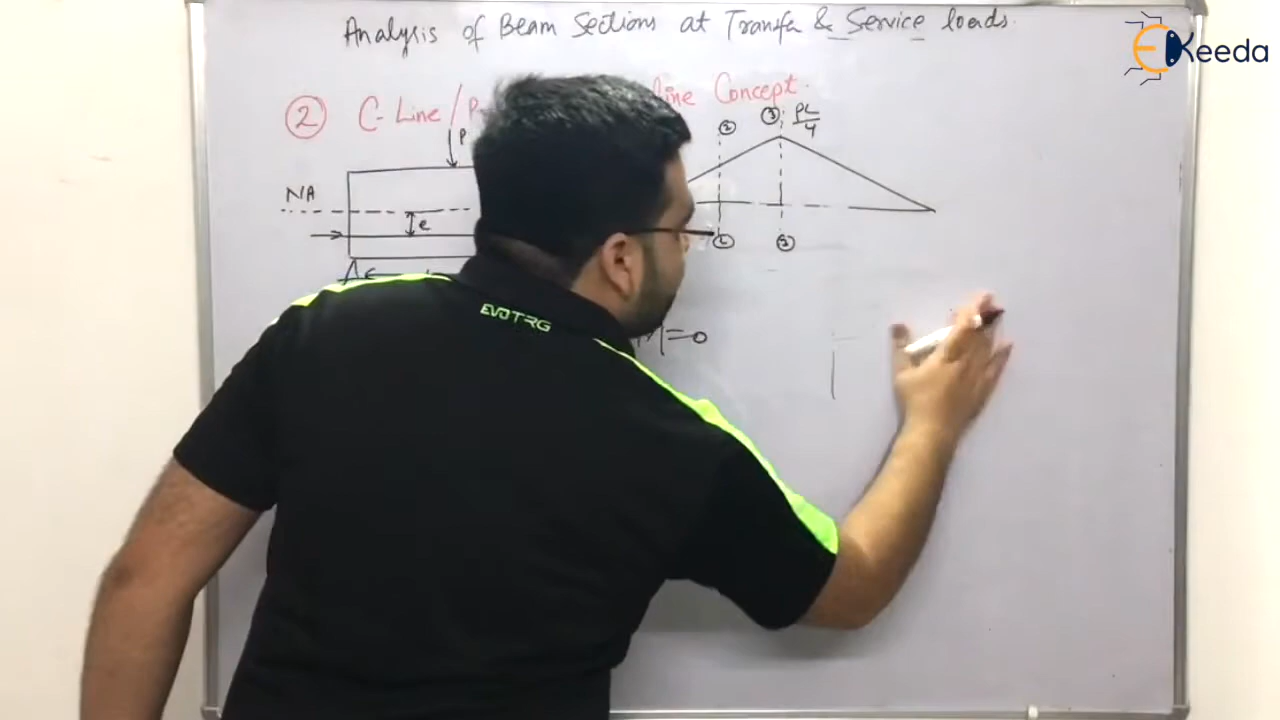 Analysis of Beam Sections at Transfer & Service loads.
Keeda
② C-Line / P line Concept.
P
② ③ PL/4
NA
e
② ③
EVOTRG
M|=0